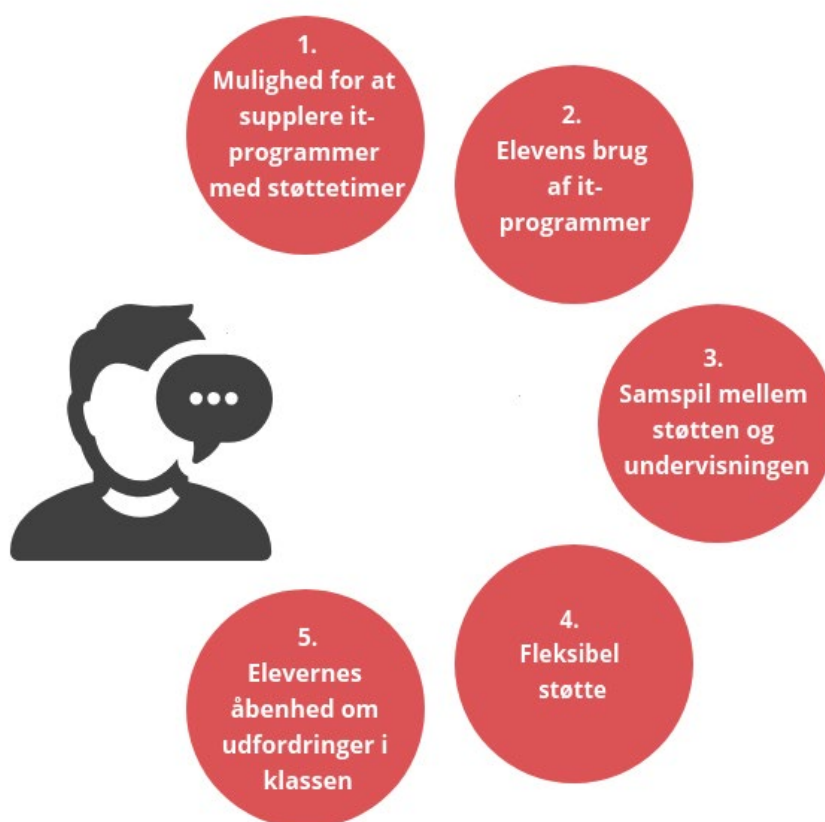 1.
Mulighed for at
supplere it-
programmer
med støttetimer
2.
Elevens brug
af it-
programmer
3.
Samspil mellem
støtten og
undervisningen
4.
Fleksibel
støtte
5.
Elevernes
åbenhed om
udfordringer i
klassen